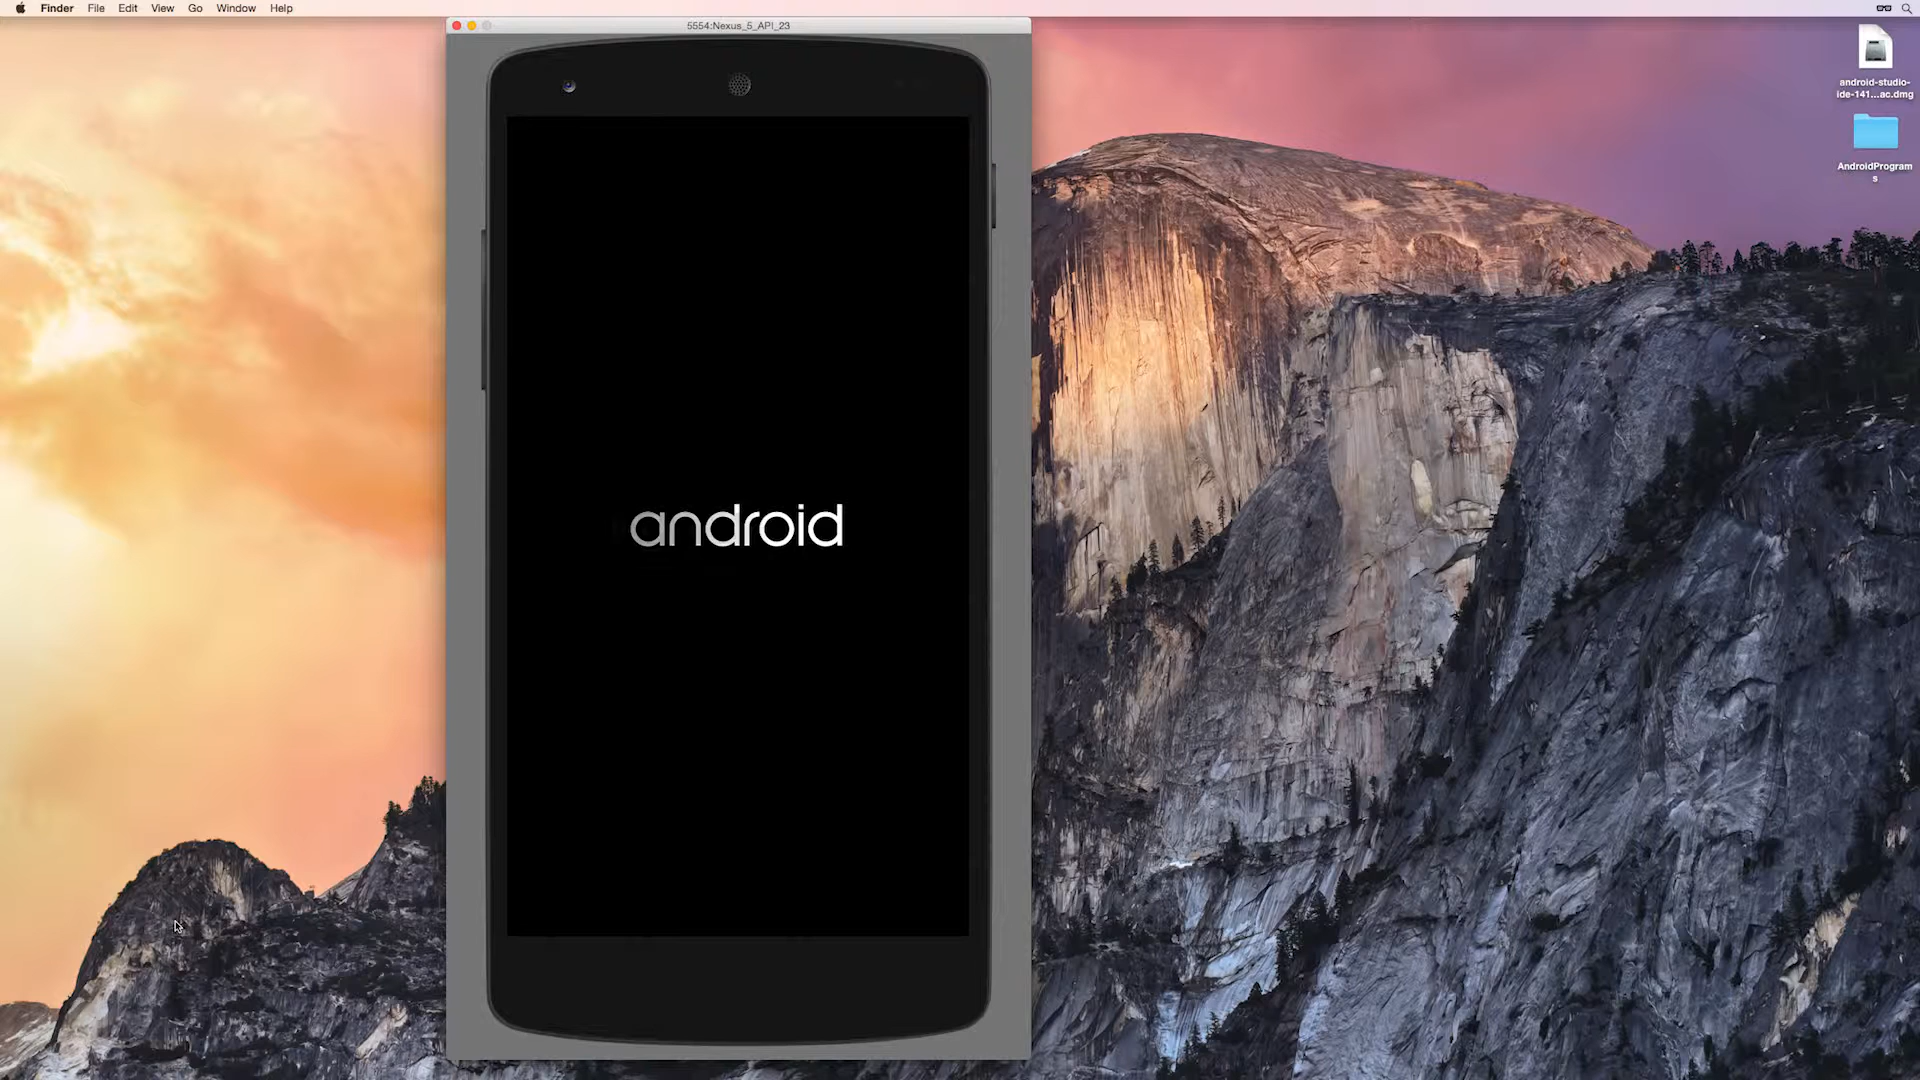 Finder File Edit View Go Window Help
5554:Nexus_5_API_23
android-studio-
ide-141...ac.dmg
AndroidProgram
s
android